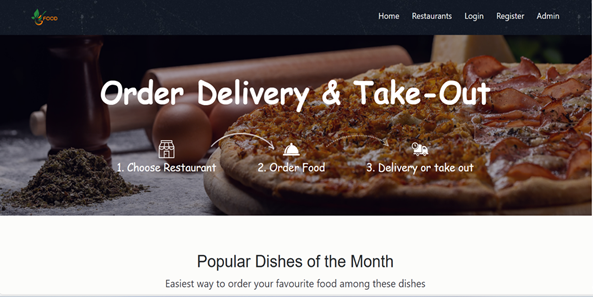 FOOD
Home Restaurants Login Register Admin
Order Delivery & Take-Out
1. Choose Restaurant 2. Order Food 3. Delivery or take out
Popular Dishes of the Month
Easiest way to order your favourite food among these dishes